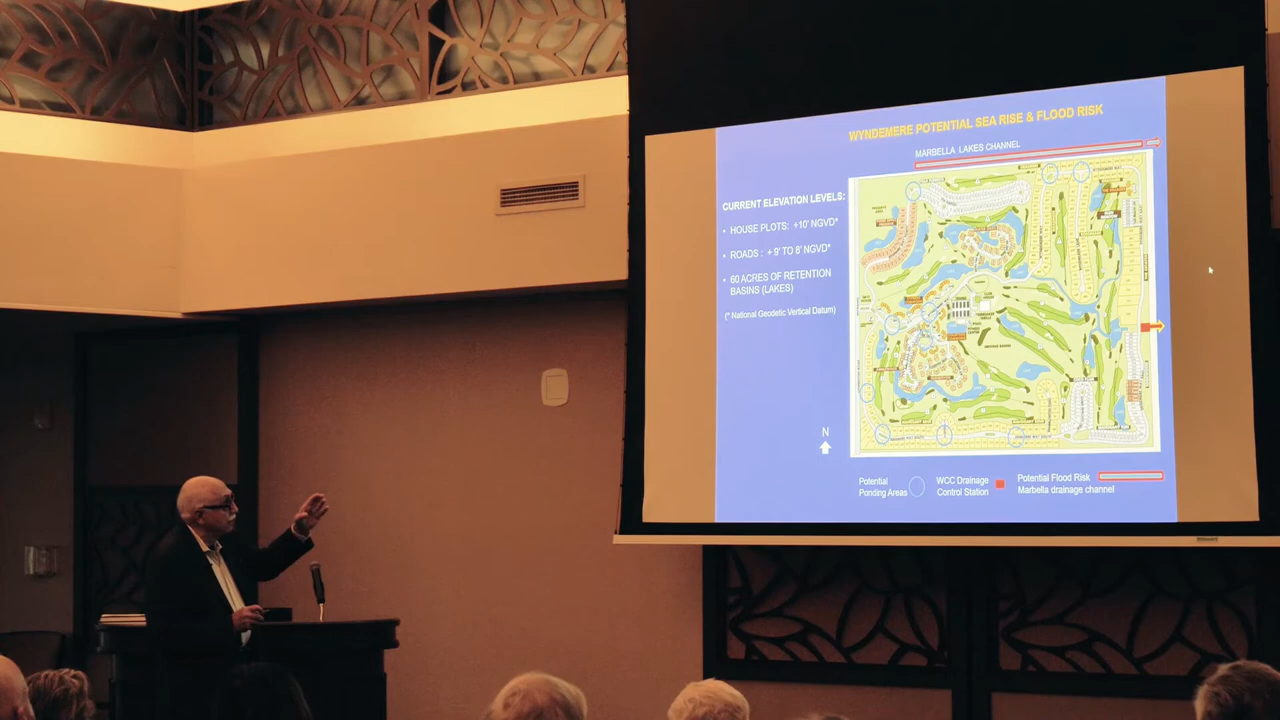 WYNDEMERE POTENTIAL SEA RISE & FLOOD RISK
MARBELLA LAKES CHANNEL
CURRENT ELEVATION LEVELS:
• HOUSE PLOTS: +10' NGVD*
• ROADS : + 9' TO 8' NGVD*
• 60 ACRES OF RETENTION
BASINS (LAKES)
(* National Geodetic Vertical Datum)
N
Potential
Ponding Areas
WCC Drainage
Control Station
Potential Flood Risk
Marbella drainage channel